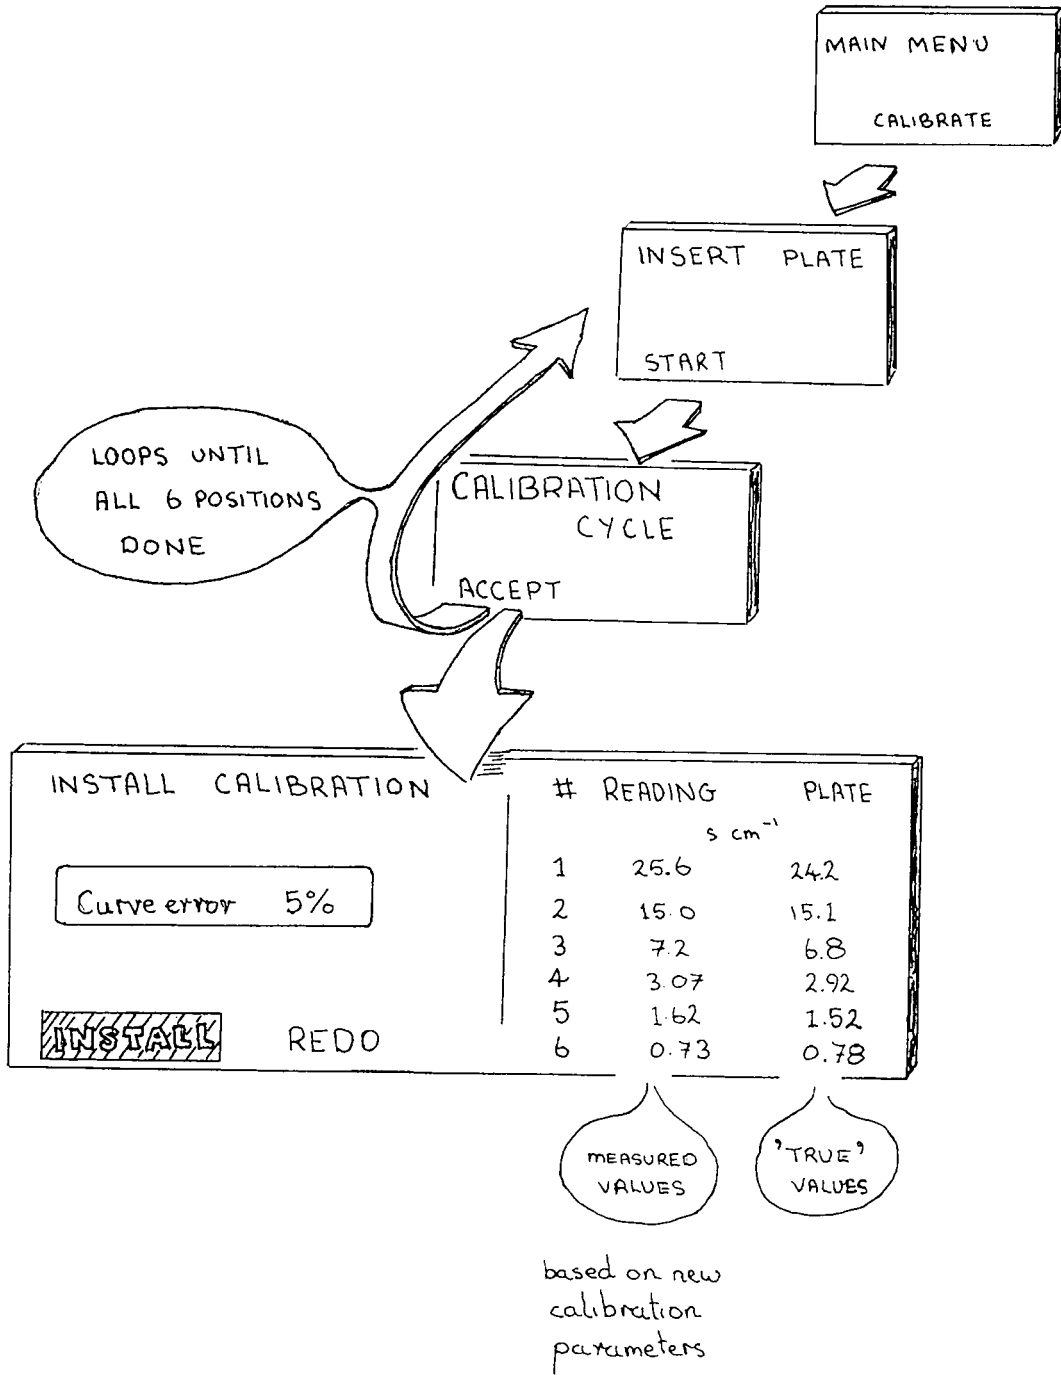 MAIN MENU
CALIBRATE
INSERT PLATE
START
LOOPS UNTIL
ALL 6 POSITIONS
DONE
CALIBRATION
CYCLE
ACCEPT
INSTALL CALIBRATION
Curve error 5%
INSTALL REDO
# READING PLATE
s cm⁻¹
1 25.6 24.2
2 15.0 15.1
3 7.2 6.8
4 3.07 2.92
5 1.62 1.52
6 0.73 0.78
MEASURED
VALUES
'TRUE'
VALUES
based on new
calibration
parameters